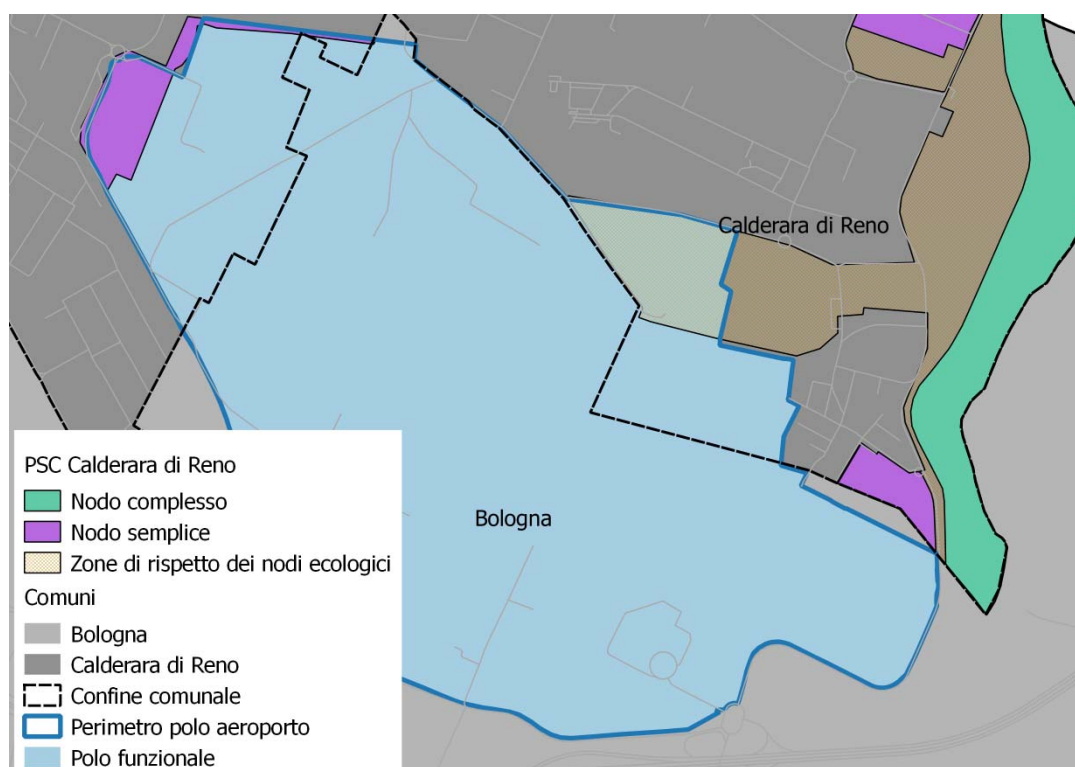 Calderara di Reno
Bologna
PSC Calderara di Reno
Nodo complesso
Nodo semplice
Zone di rispetto dei nodi ecologici
Comuni
Bologna
Calderara di Reno
Confine comunale
Perimetro polo aeroporto
Polo funzionale